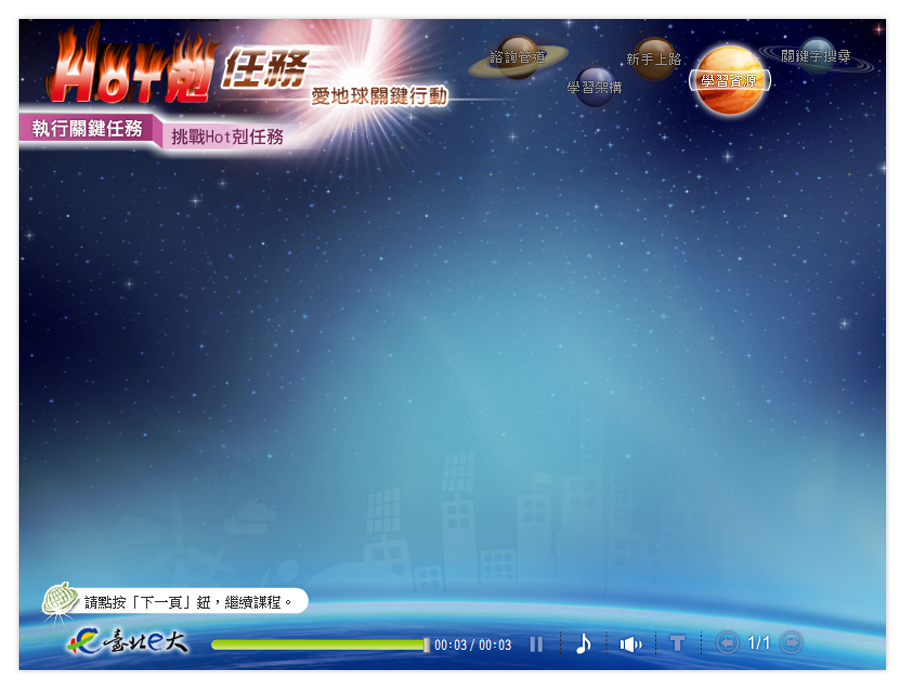 Hot剋任務
愛地球關鍵行動
諮詢管道
學習架構
新手上路
學習資源
關鍵字搜尋
執行關鍵任務
挑戰Hot剋任務
請點按「下一頁」鈕，繼續課程。
臺北e大
00:03 / 00:03
T
1/1